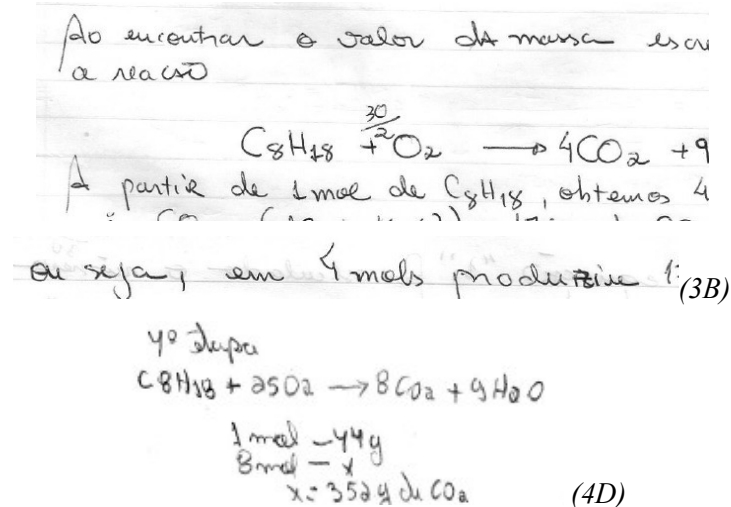 Ao encontrar o valor da massa escre
a reação
C8H18 + 30/2 O2 → 4CO2 + 9
A partir de 1 mol de C8H18, obtemos 4
ou seja, em 4 mols produzine (3B)
4º Etapa
C8H18 + 25O2 → 8CO2 + 9H2O
1 mol – 44g
8 mol – x
x = 352g de CO2 (4D)